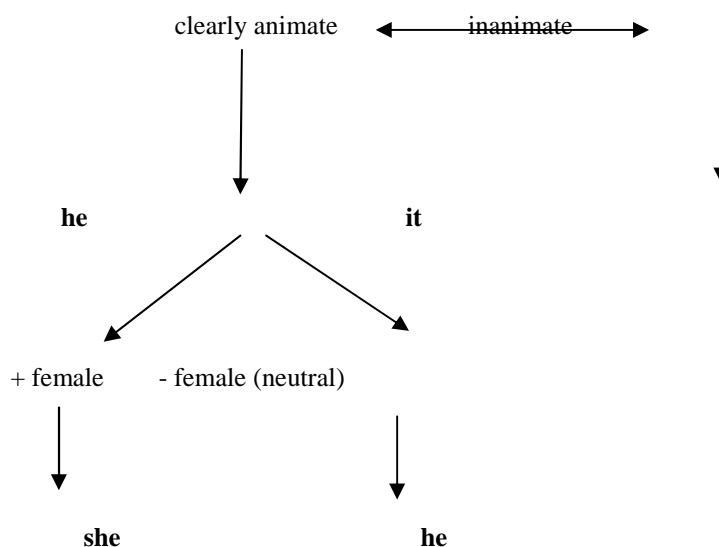 clearly animate inanimate
he it
+ female - female (neutral)
she he